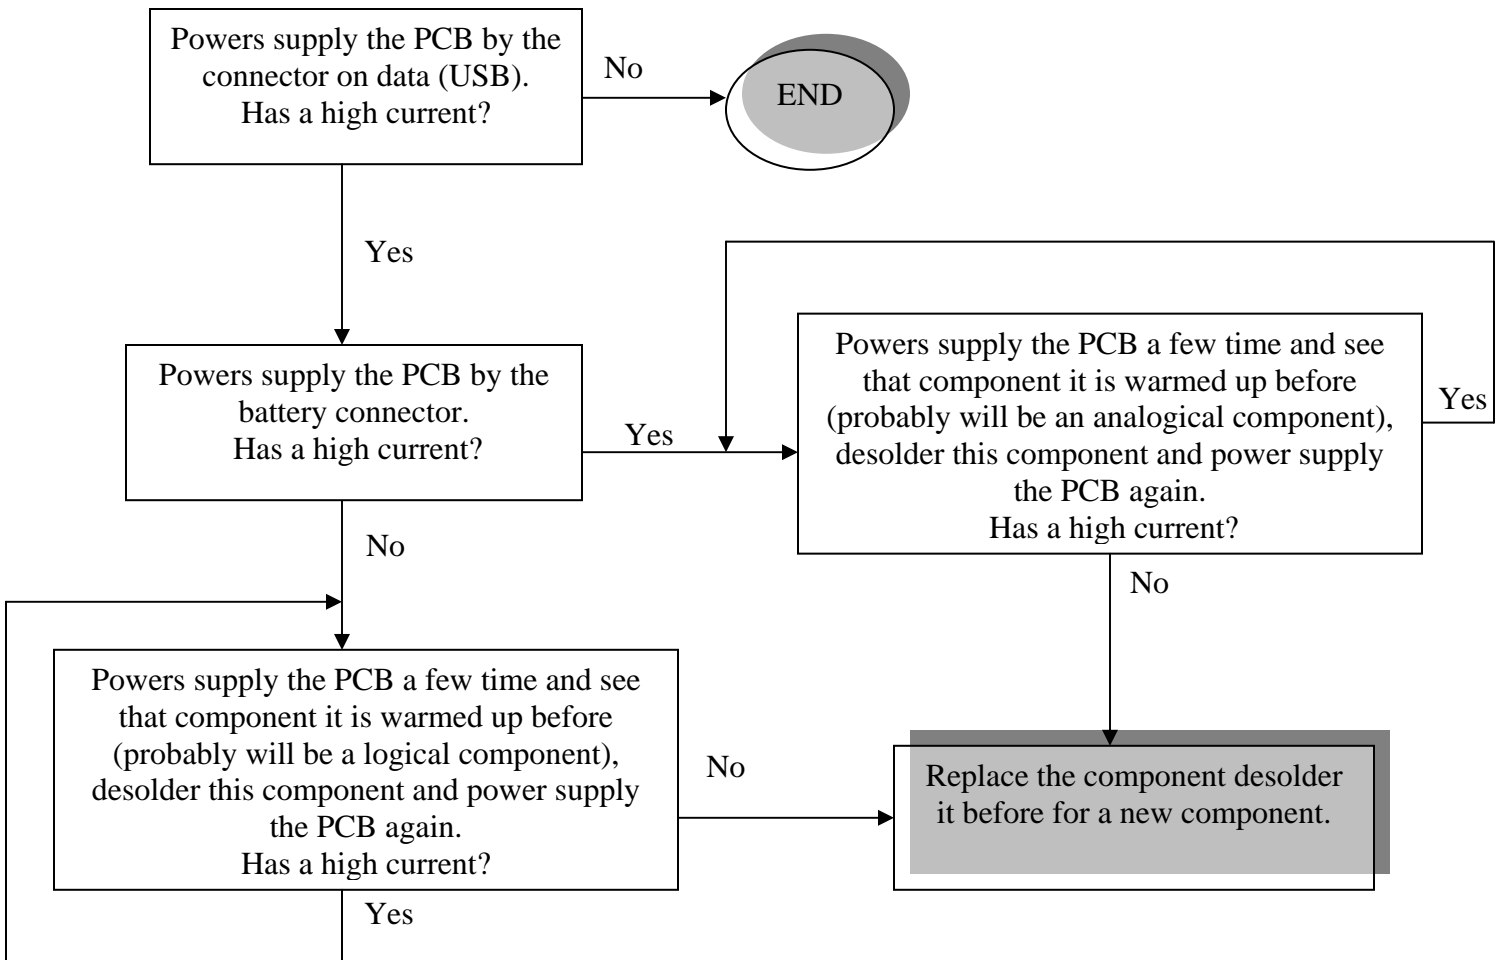 Powers supply the PCB by the
connector on data (USB).
Has a high current?
No
END
Yes
Powers supply the PCB by the
battery connector.
Has a high current?
Yes
Powers supply the PCB a few time and see
that component it is warmed up before
(probably will be an analogical component),
desolder this component and power supply
the PCB again.
Has a high current?
Yes
No
No
Powers supply the PCB a few time and see
that component it is warmed up before
(probably will be a logical component),
desolder this component and power supply
the PCB again.
Has a high current?
No
Replace the component desolder
it before for a new component.
Yes